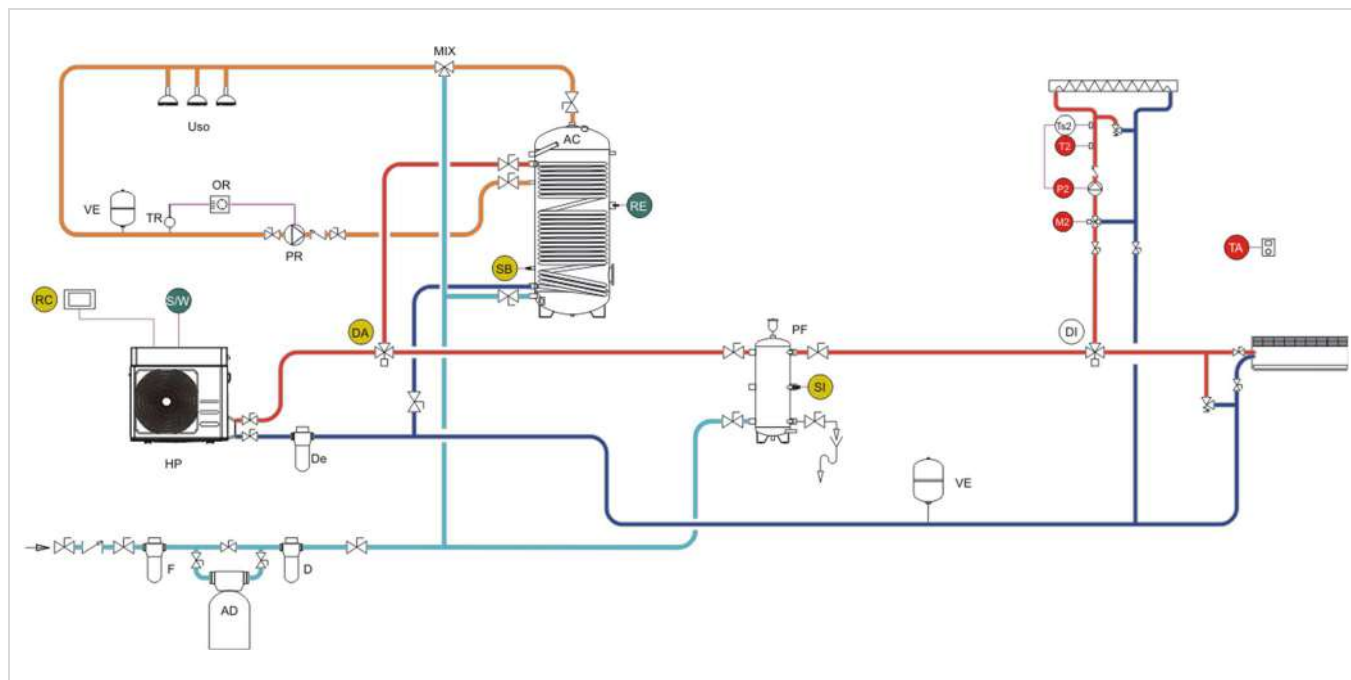 MIX
Uso
AC
Ts2
T2
OR
VE
TR
RE
P2
PR
M2
TA
SB
RC
S/W
DA
PF
DI
SI
De
HP
VE
F
D
AD